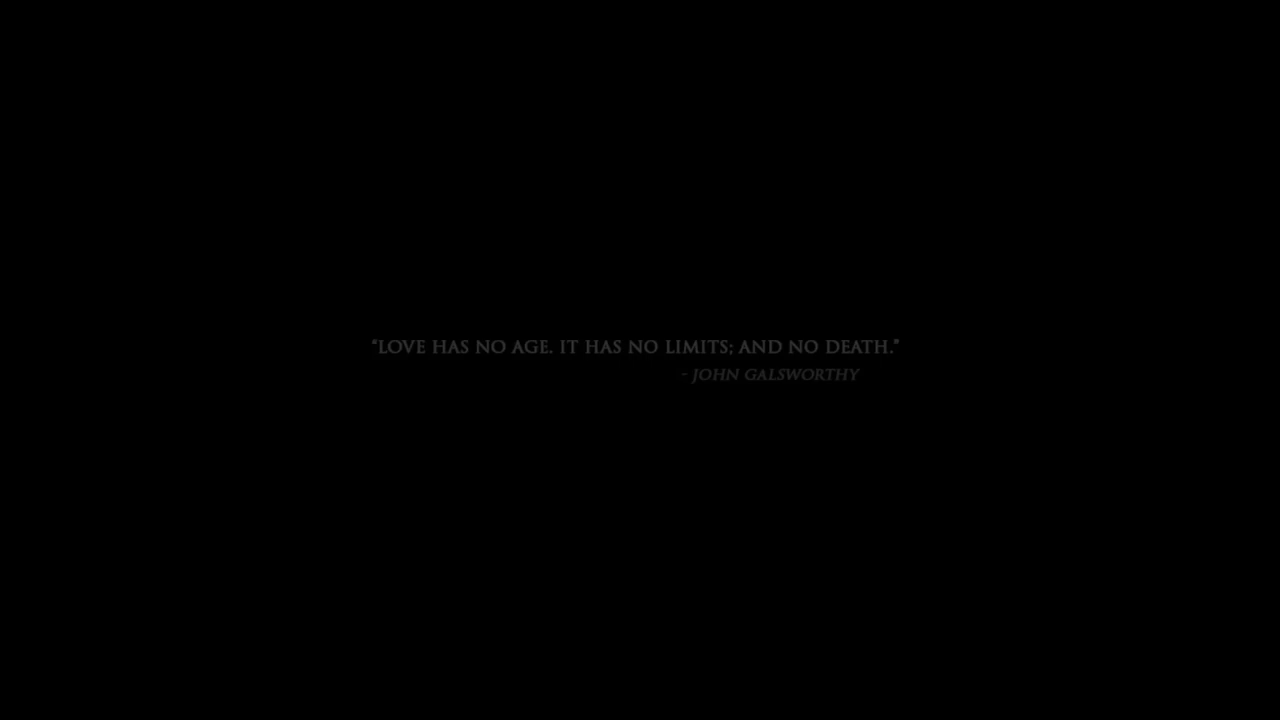 “LOVE HAS NO AGE. IT HAS NO LIMITS; AND NO DEATH.”
- JOHN GALSWORTHY